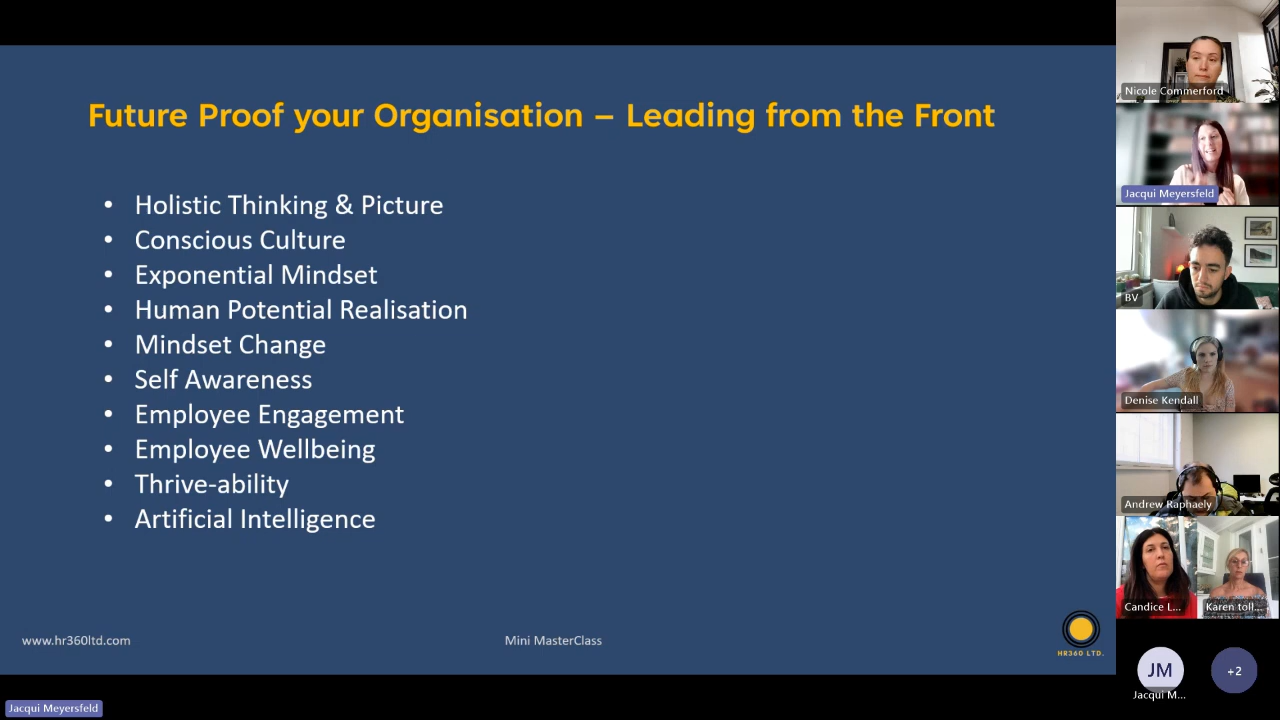 Future Proof your Organisation – Leading from the Front
• Holistic Thinking & Picture
• Conscious Culture
• Exponential Mindset
• Human Potential Realisation
• Mindset Change
• Self Awareness
• Employee Engagement
• Employee Wellbeing
• Thrive-ability
• Artificial Intelligence
www.hr360ltd.com
Mini MasterClass
HR360 LTD.
Jacqui Meyersfeld
Nicole Commerford
Jacqui Meyersfeld
BV
Denise Kendall
Andrew Raphaely
Candice L...
Karen toll...
JM
Jacqui M...
+2